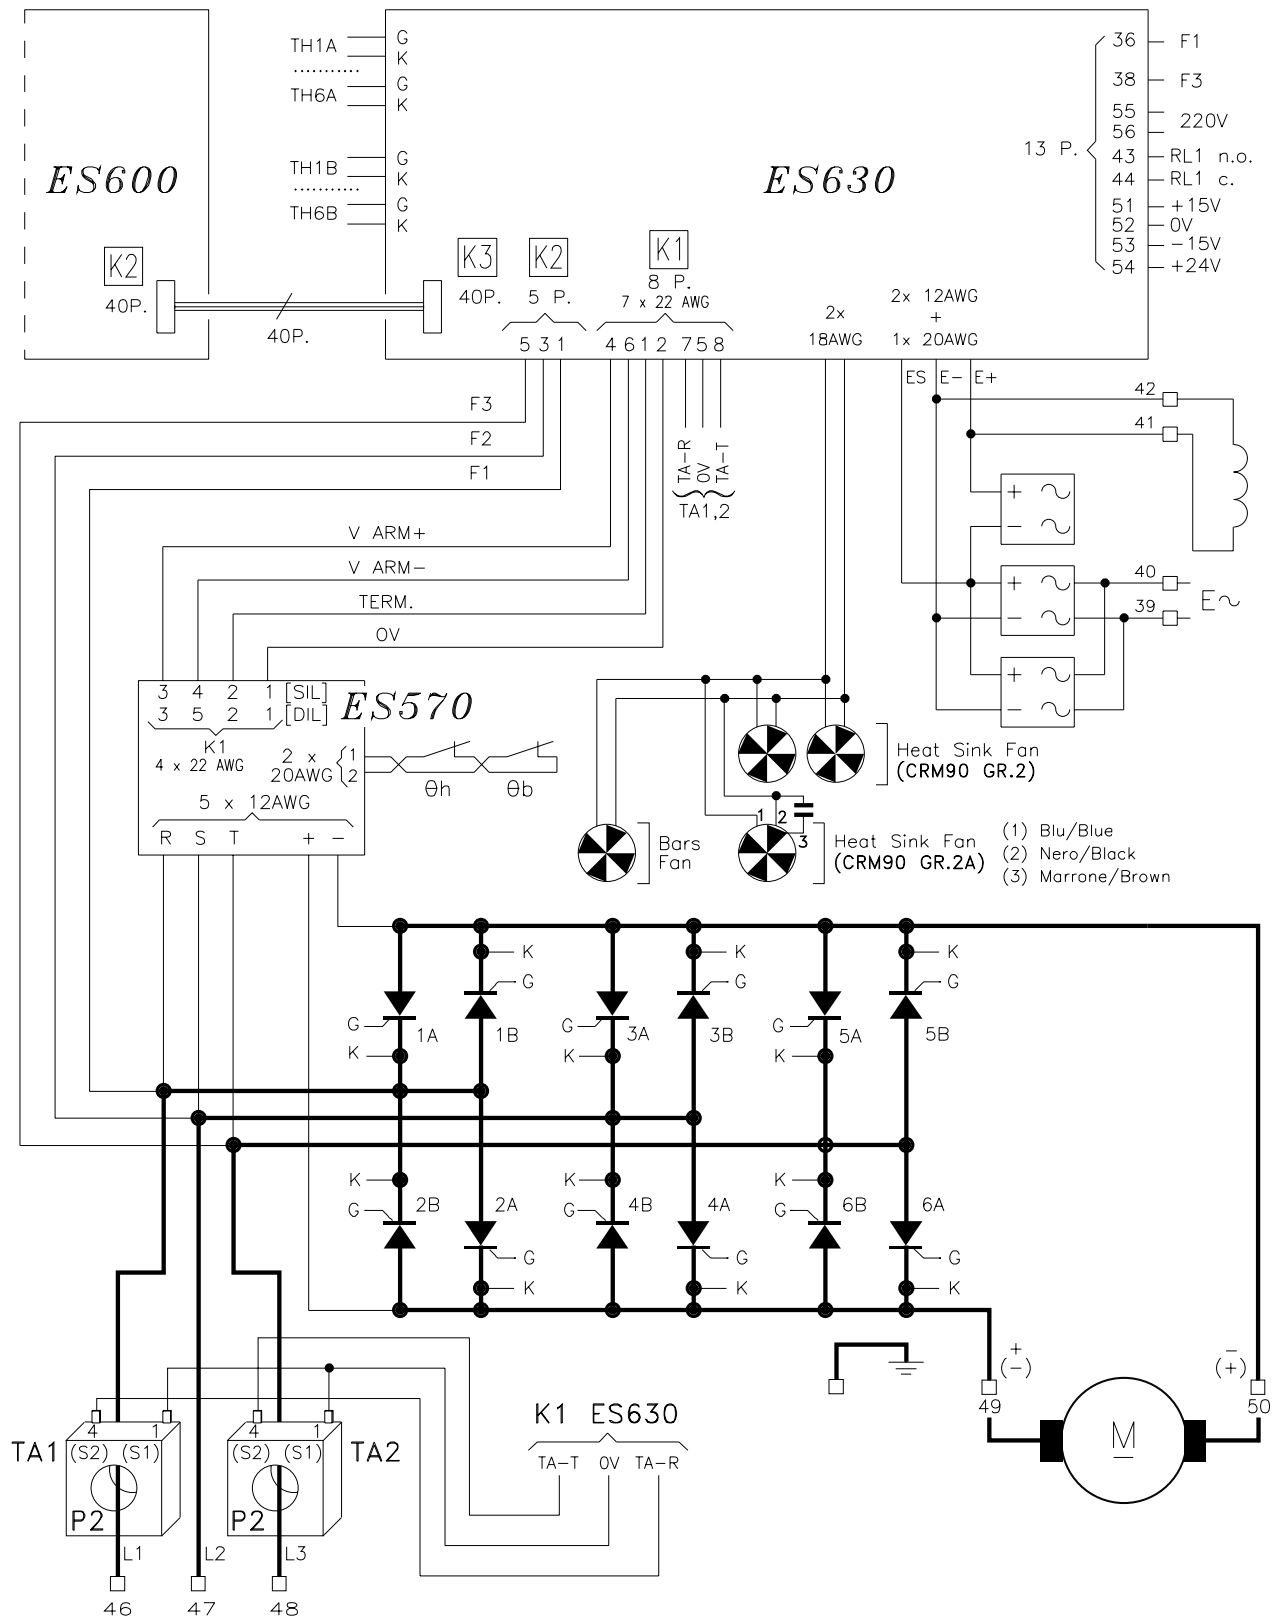 TH1A
G
K
...........
TH6A
G
K
TH1B
G
K
...........
TH6B
G
K
ES600
ES630
13 P.
36 F1
38 F3
55
56
220V
43 RL1 n.o.
44 RL1 c.
51 +15V
52 0V
53 -15V
54 +24V
K2
40P.
40P.
K3
40P.
K2
5 P.
K1
8 P.
7 x 22 AWG
2x
18AWG
2x 12AWG
+
1x 20AWG
5 3 1 4 6 1 2 7 5 8
ES E- E+
F3
F2
F1
TA-R
0V
TA-T
TA1,2
V ARM+
V ARM-
TERM.
0V
42
41
+ ~
- ~
+ ~
- ~
+ ~
- ~
40
39
E~
3 4 2 1 [SIL]
3 5 2 1 [DIL]
ES570
K1
4 x 22 AWG
2 x
20AWG
1
2
θh θb
5 x 12AWG
R S T + -
Heat Sink Fan
(CRM90 GR.2)
Bars
Fan
1 2
3
Heat Sink Fan
(CRM90 GR.2A)
(1) Blu/Blue
(2) Nero/Black
(3) Marrone/Brown
K K K
G G G
G 1A 1B G 3A 3B G 5A 5B
K K K
K K K
G 2B 2A G 4B 4A G 6B 6A
G G G
K K K
+
(-)
-
(+)
49
50
M
K1 ES630
TA-T 0V TA-R
TA1
4 1
(S2) (S1)
P2
4 1
(S2) (S1)
P2
TA2
L1 L2 L3
46 47 48